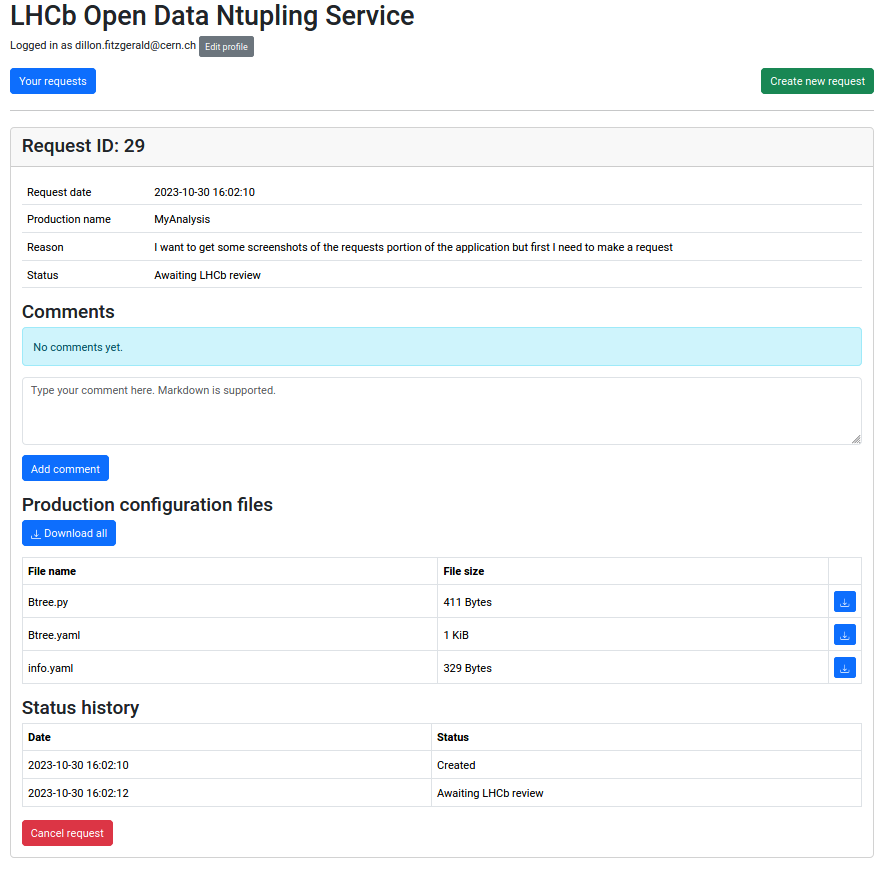 LHCb Open Data Ntupling Service
Logged in as dillon.fitzgerald@cern.ch Edit profile
Your requests Create new request
Request ID: 29
Request date 2023-10-30 16:02:10
Production name MyAnalysis
Reason I want to get some screenshots of the requests portion of the application but first I need to make a request
Status Awaiting LHCb review
Comments
No comments yet.
Type your comment here. Markdown is supported.
Add comment
Production configuration files
Download all
File name File size
Btree.py 411 Bytes
Btree.yaml 1 KiB
info.yaml 329 Bytes
Status history
Date Status
2023-10-30 16:02:10 Created
2023-10-30 16:02:12 Awaiting LHCb review
Cancel request